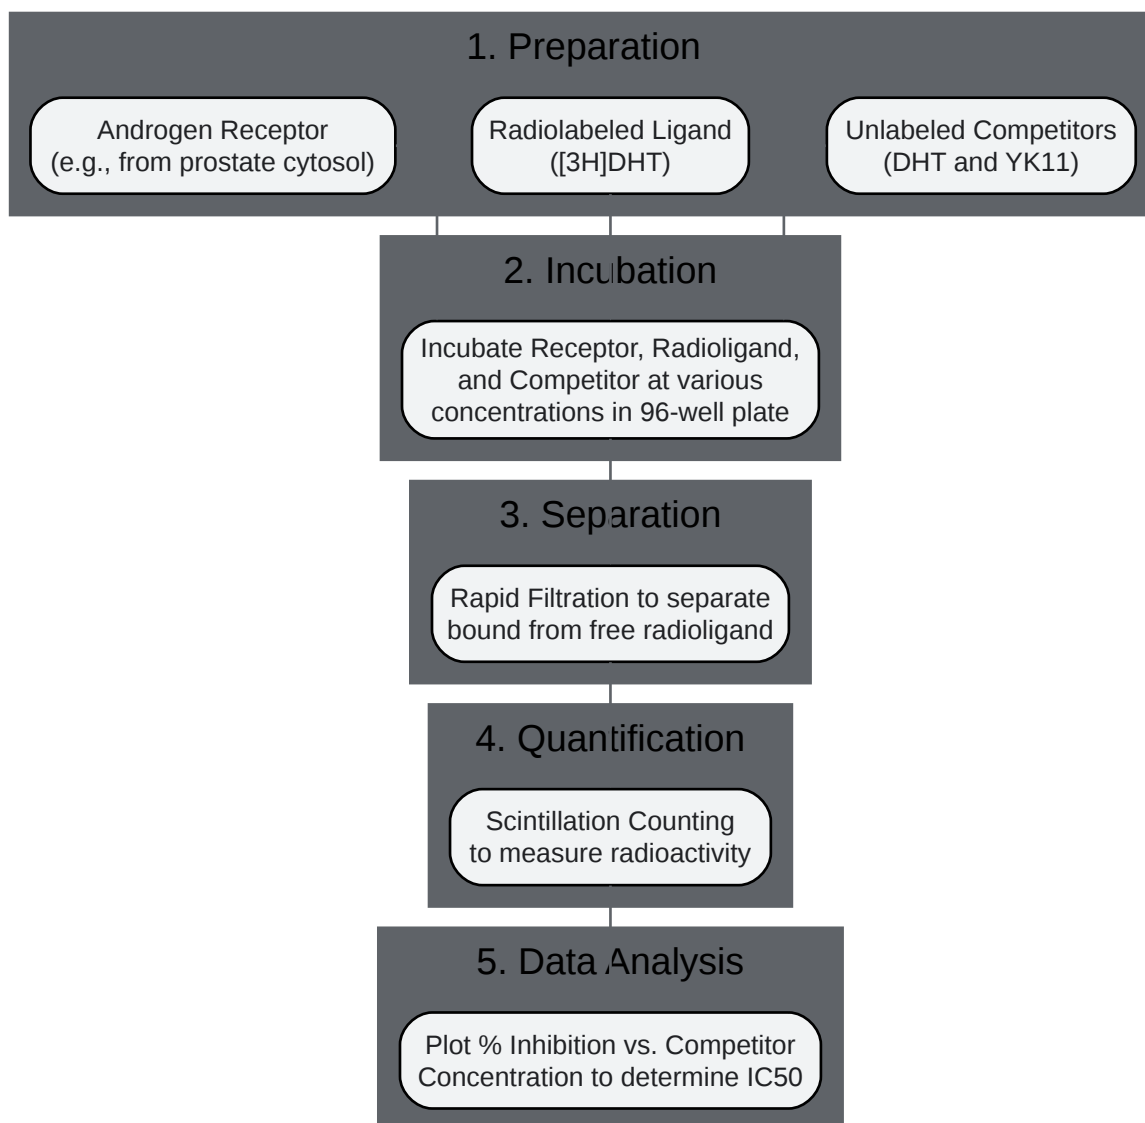 1. Preparation
Androgen Receptor
(e.g., from prostate cytosol)
Radiolabeled Ligand
([3H]DHT)
Unlabeled Competitors
(DHT and YK11)
2. Incubation
Incubate Receptor, Radioligand,
and Competitor at various
concentrations in 96-well plate
3. Separation
Rapid Filtration to separate
bound from free radioligand
4. Quantification
Scintillation Counting
to measure radioactivity
5. Data Analysis
Plot % Inhibition vs. Competitor
Concentration to determine IC50